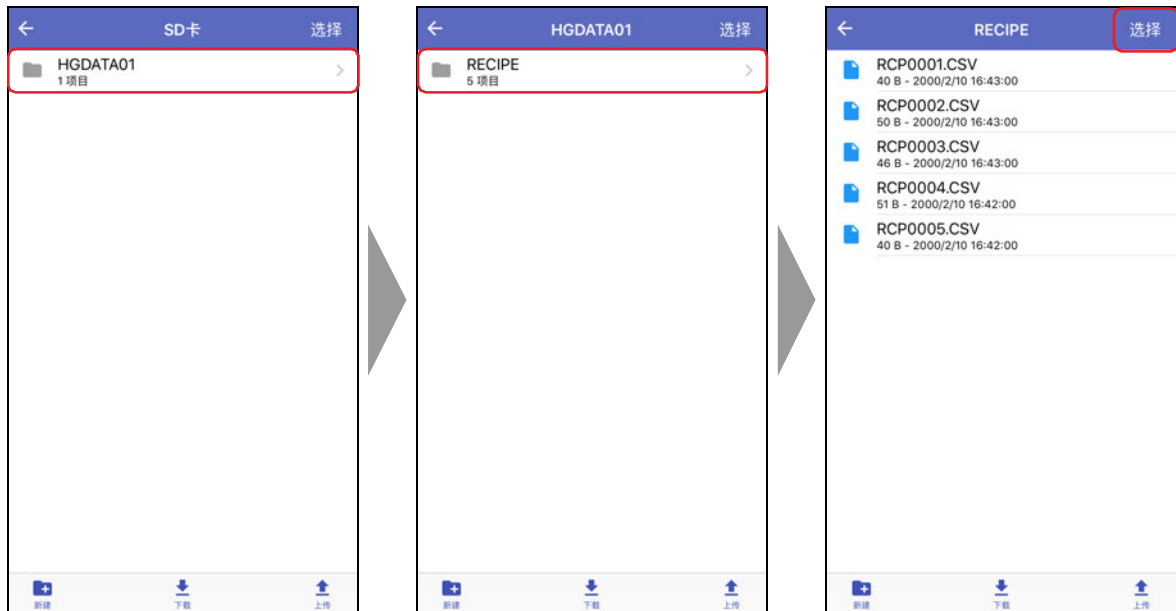 SD卡
选择
HGDATA01
1 项目
新建
下载
上传
HGDATA01
选择
RECIPE
5 项目
新建
下载
上传
RECIPE
选择
RCP0001.CSV
40 B - 2000/2/10 16:43:00
RCP0002.CSV
50 B - 2000/2/10 16:43:00
RCP0003.CSV
46 B - 2000/2/10 16:43:00
RCP0004.CSV
51 B - 2000/2/10 16:42:00
RCP0005.CSV
40 B - 2000/2/10 16:42:00
新建
下载
上传